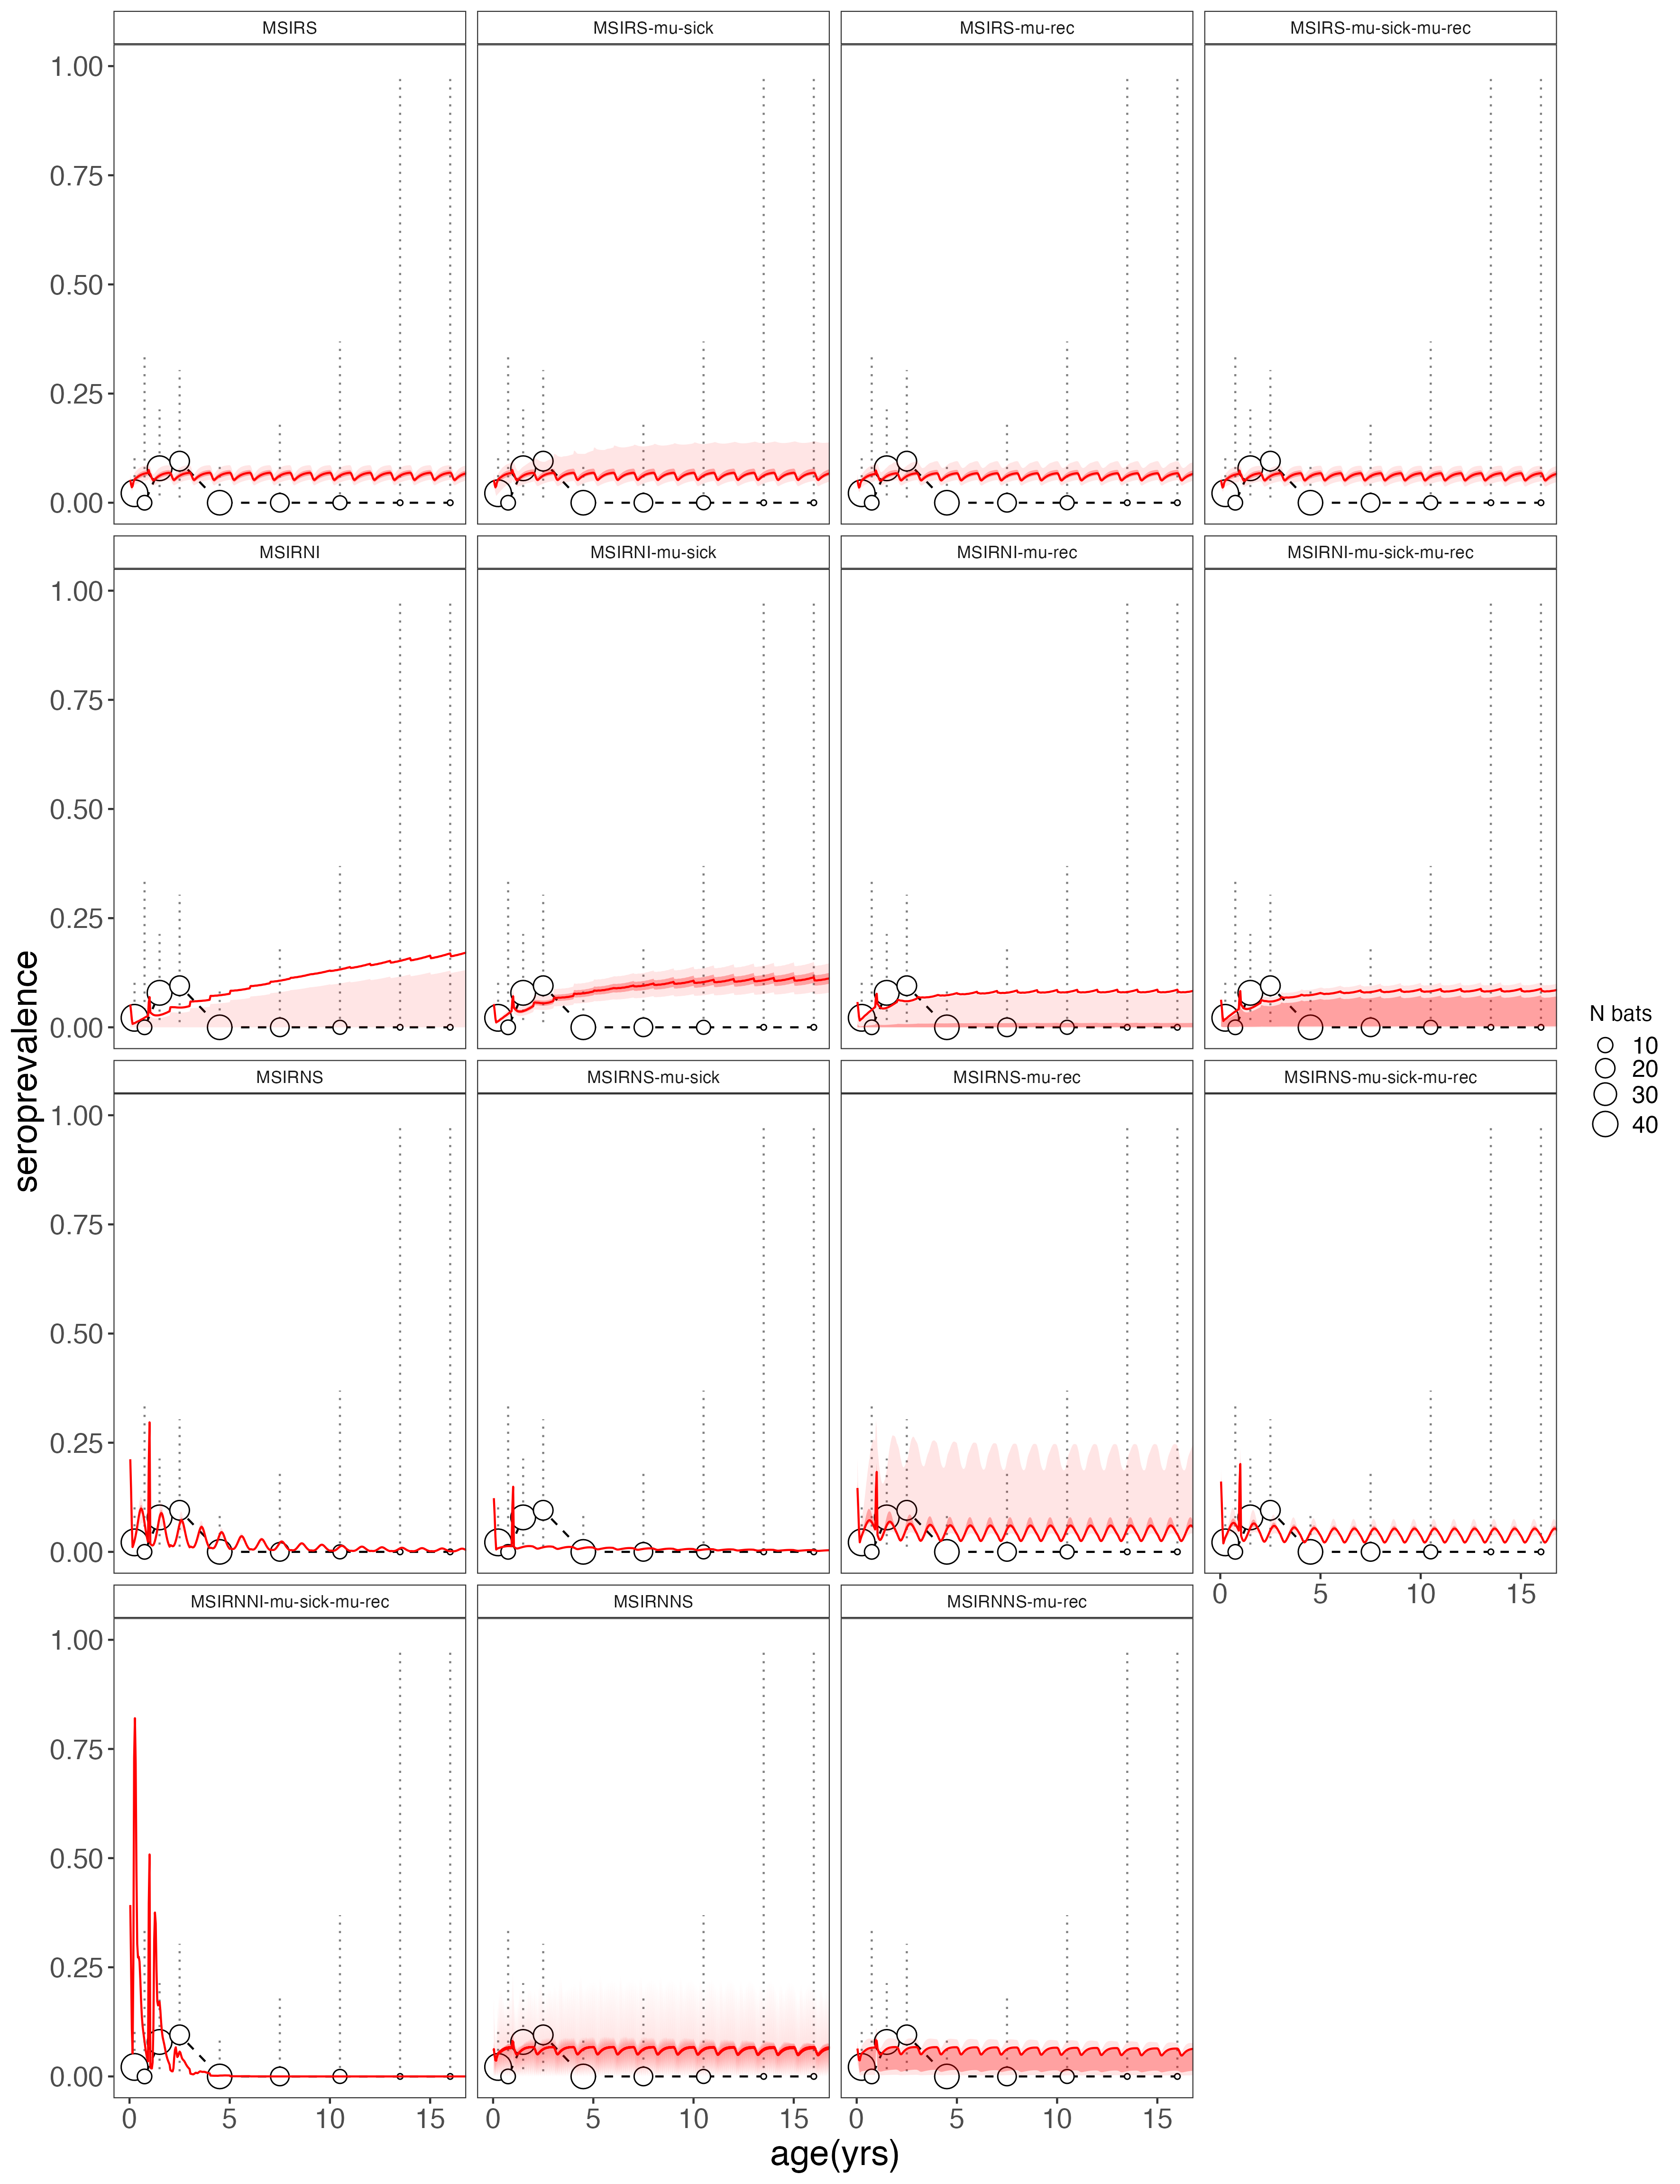 MSIRS MSIRS-mu-sick MSIRS-mu-rec MSIRS-mu-sick-mu-rec
1.00
0.75
0.50
0.25
0.00
MSIRNI MSIRNI-mu-sick MSIRNI-mu-rec MSIRNI-mu-sick-mu-rec
1.00
0.75
0.50
0.25
0.00
seroprevalence
N bats
10
20
30
40
MSIRNS MSIRNS-mu-sick MSIRNS-mu-rec MSIRNS-mu-sick-mu-rec
1.00
0.75
0.50
0.25
0.00
0 5 10 15
MSIRNNI-mu-sick-mu-rec MSIRNNS MSIRNNS-mu-rec
1.00
0.75
0.50
0.25
0.00
0 5 10 15 0 5 10 15 0 5 10 15
age(yrs)